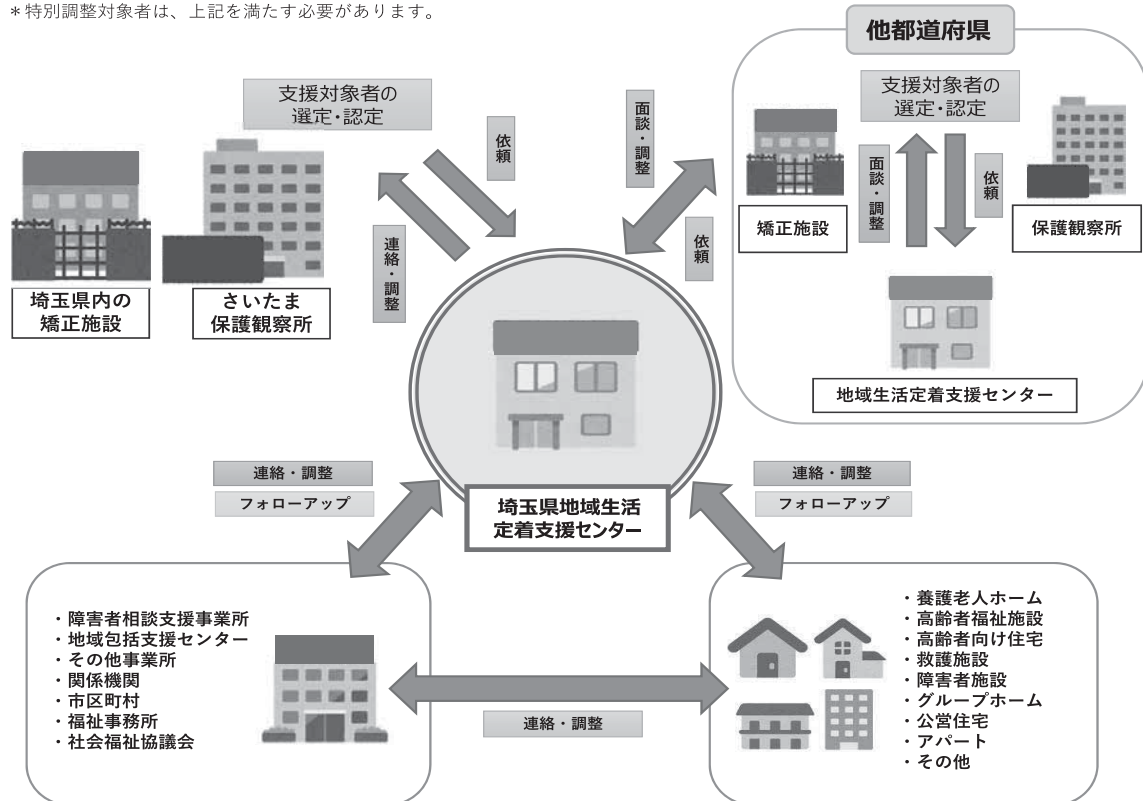 ＊特別調整対象者は、上記を満たす必要があります。
支援対象者の
選定・認定
依頼
連絡・調整
埼玉県内の
矯正施設
さいたま
保護観察所
面談・調整
依頼
他都道府県
支援対象者の
選定・認定
面談・調整
依頼
矯正施設
保護観察所
地域生活定着支援センター
埼玉県地域生活
定着支援センター
連絡・調整
フォローアップ
連絡・調整
フォローアップ
・障害者相談支援事業所
・地域包括支援センター
・その他事業所
・関係機関
・市区町村
・福祉事務所
・社会福祉協議会
連絡・調整
・養護老人ホーム
・高齢者福祉施設
・高齢者向け住宅
・救護施設
・障害者施設
・グループホーム
・公営住宅
・アパート
・その他